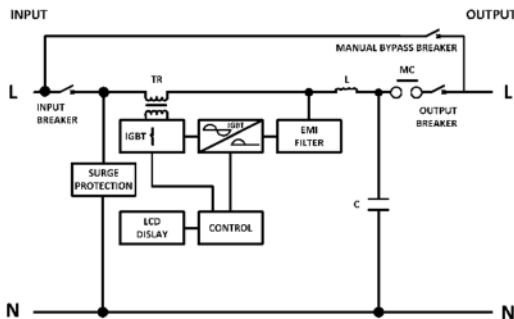 INPUT
OUTPUT
MANUAL BYPASS BREAKER
L
INPUT
BREAKER
TR
L
MC
OUTPUT
BREAKER
L
IGBT
IGBT
EMI
FILTER
SURGE
PROTECTION
C
LCD
DISLAY
CONTROL
N
N